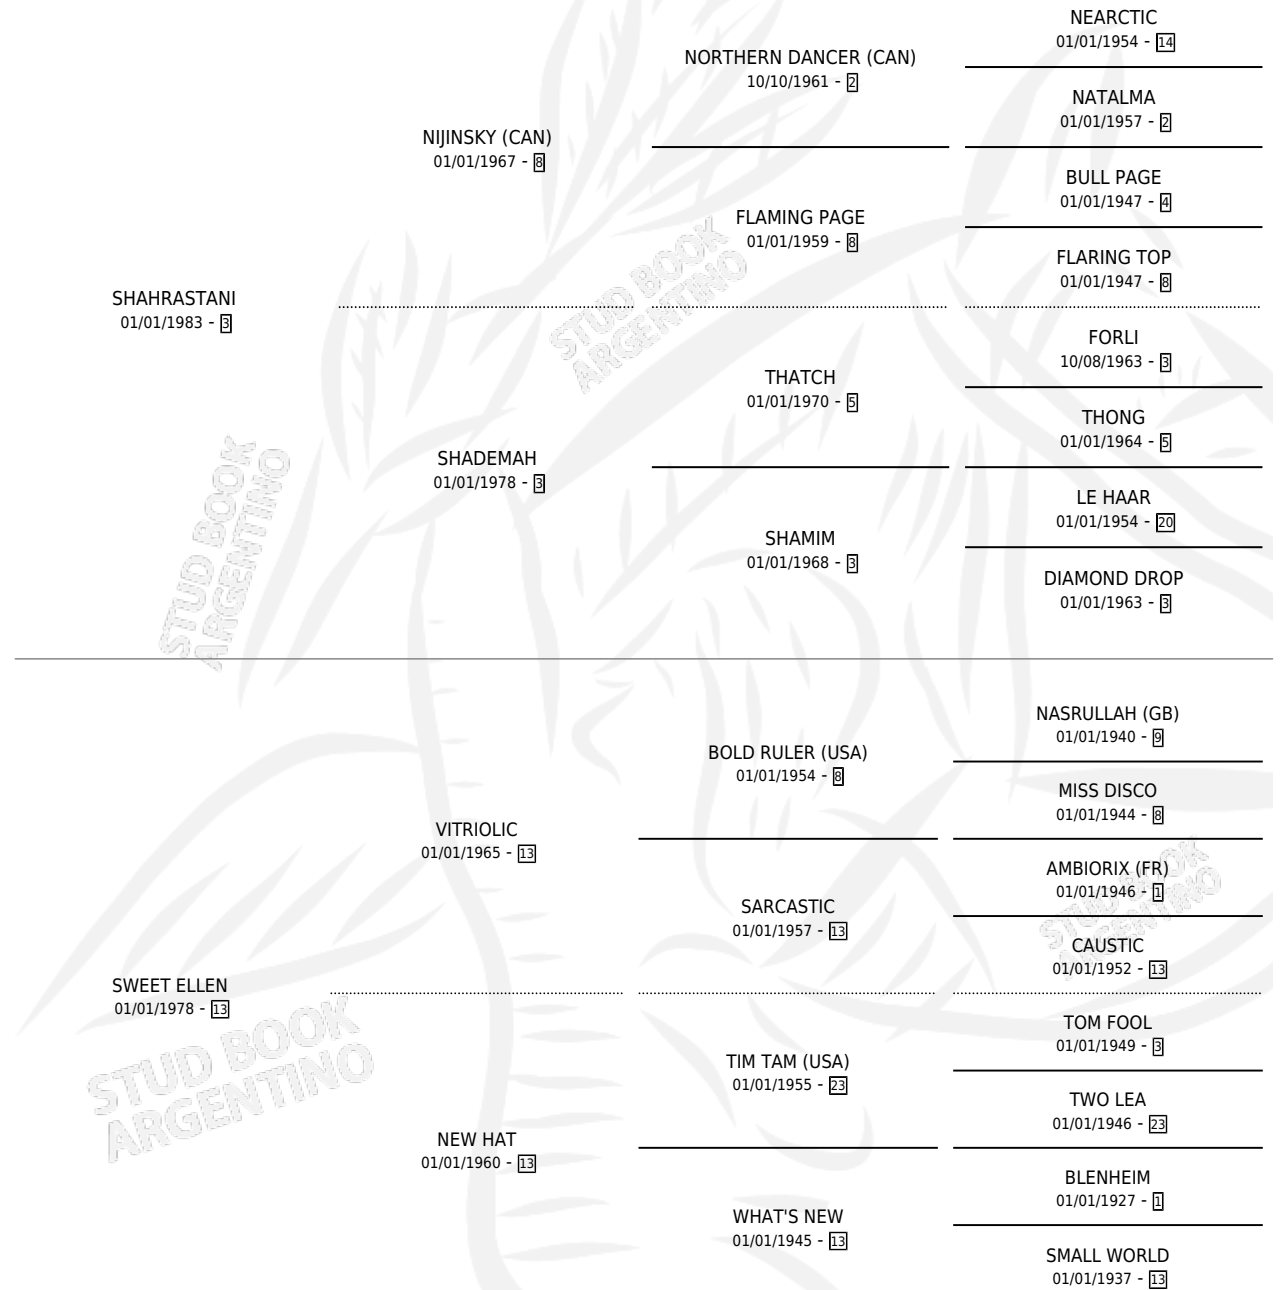 NEARCTIC
01/01/1954 - 14
NORTHERN DANCER (CAN)
10/10/1961 - 2
NATALMA
01/01/1957 - 2
NIJINSKY (CAN)
01/01/1967 - 8
BULL PAGE
01/01/1947 - 4
FLAMING PAGE
01/01/1959 - 8
FLARING TOP
01/01/1947 - 8
SHAHRASTANI
01/01/1983 - 3
STUD BOOK
ARGENTINO
FORLI
10/08/1963 - 3
THATCH
01/01/1970 - 5
THONG
01/01/1964 - 5
SHADEMAH
01/01/1978 - 3
LE HAAR
01/01/1954 - 20
SHAMIM
01/01/1968 - 3
DIAMOND DROP
01/01/1963 - 3
STUD BOOK
ARGENTINO
NASRULLAH (GB)
01/01/1940 - 9
BOLD RULER (USA)
01/01/1954 - 8
MISS DISCO
01/01/1944 - 8
VITRIOLIC
01/01/1965 - 13
AMBIORIX (FR)
01/01/1946 - 1
SARCASTIC
01/01/1957 - 13
STUD BOOK
ARGENTINO
CAUSTIC
01/01/1952 - 13
SWEET ELLEN
01/01/1978 - 13
STUD BOOK
ARGENTINO
TOM FOOL
01/01/1949 - 3
TIM TAM (USA)
01/01/1955 - 23
TWO LEA
01/01/1946 - 23
NEW HAT
01/01/1960 - 13
BLENHEIM
01/01/1927 - 1
WHAT'S NEW
01/01/1945 - 13
SMALL WORLD
01/01/1937 - 13